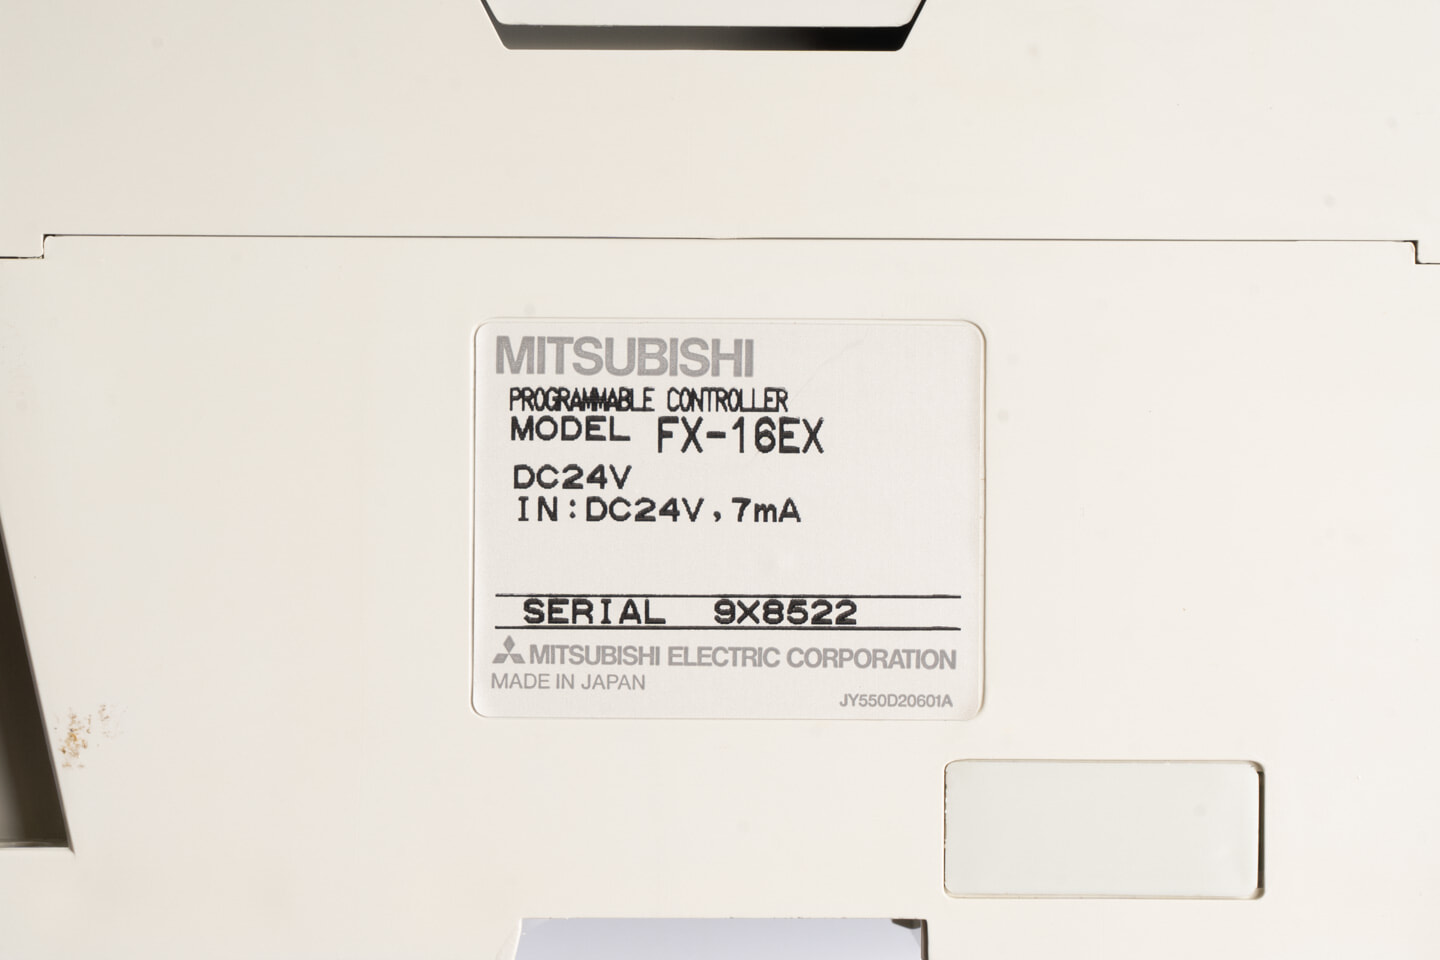 MITSUBISHI
PROGRAMMABLE CONTROLLER
MODEL FX-16EX
DC24V
IN:DC24V,7mA
SERIAL 9X8522
MITSUBISHI ELECTRIC CORPORATION
MADE IN JAPAN
JY550D20601A